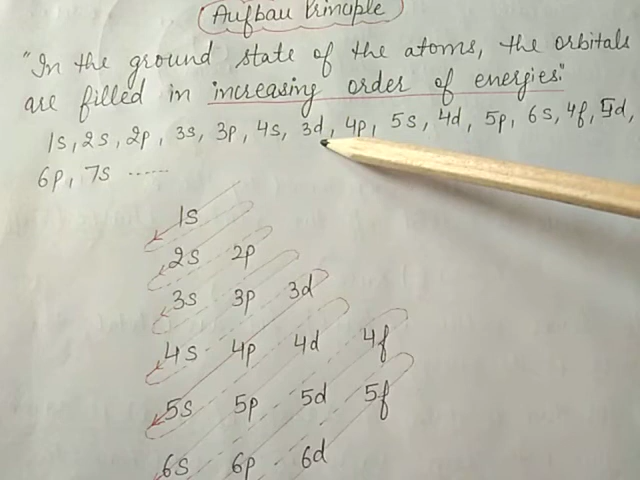 Aufbau Principle
"In the ground state of the atoms, the orbitals
are filled in increasing order of energies."
1s, 2s, 2p, 3s, 3p, 4s, 3d, 4p, 5s, 4d, 5p, 6s, 4f, 5d,
6p, 7s ......
1s
2s 2p
3s 3p 3d
4s 4p 4d 4f
5s 5p 5d 5f
6s 6p 6d